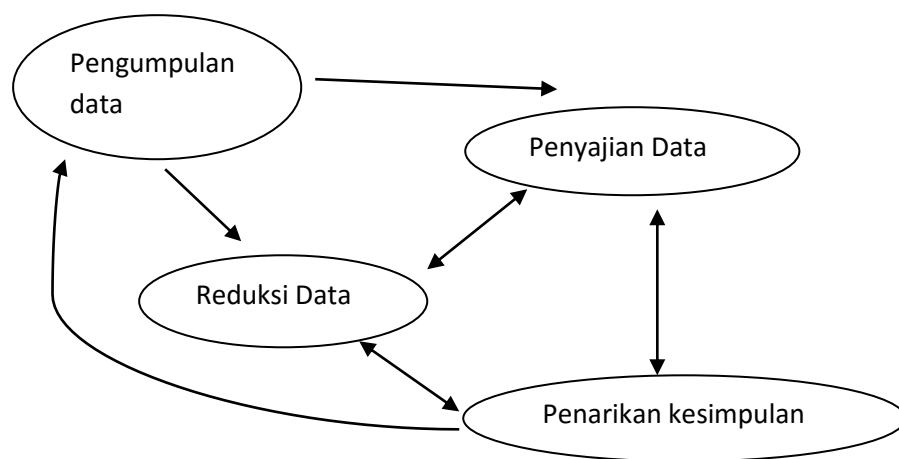 Pengumpulan
data
Penyajian Data
Reduksi Data
Penarikan kesimpulan